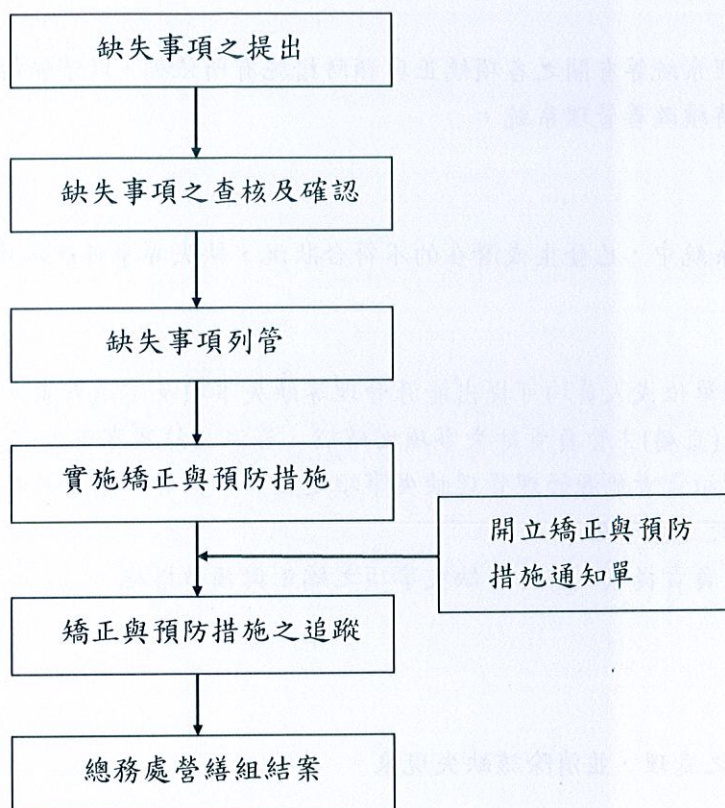 缺失事項之提出
缺失事項之查核及確認
缺失事項列管
實施矯正與預防措施
開立矯正與預防
措施通知單
矯正與預防措施之追蹤
總務處營繕組結案